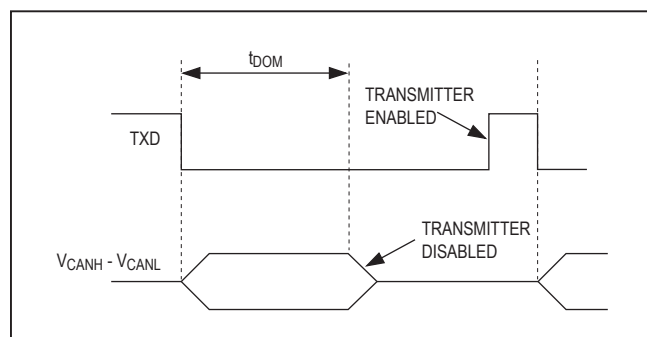 tDOM
TRANSMITTER
ENABLED
TXD
TRANSMITTER
DISABLED
VCANH - VCANL